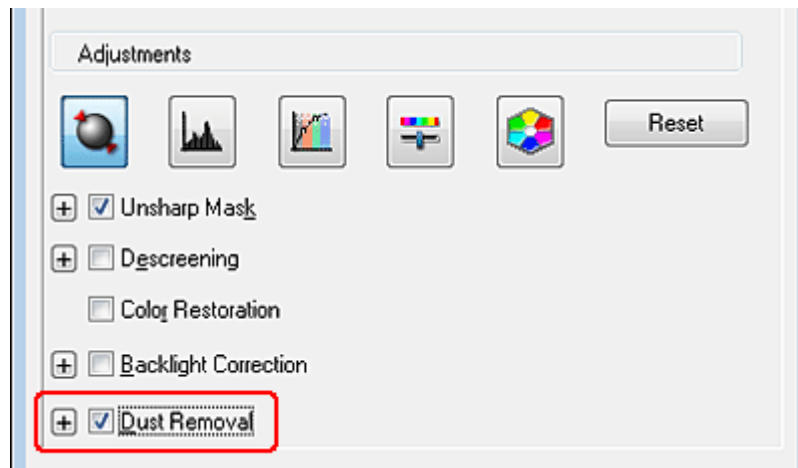 Adjustments
Reset
Unsharp Mask
Descreening
Color Restoration
Backlight Correction
Dust Removal